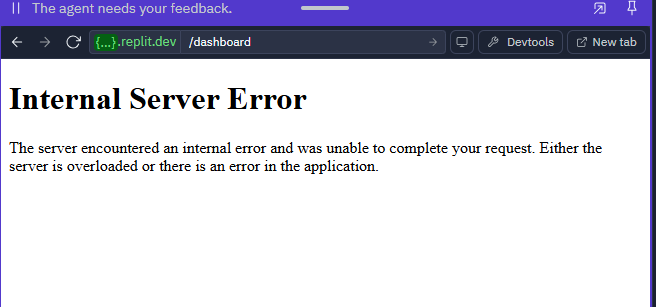 The agent needs your feedback.
{...}.replit.dev /dashboard Devtools New tab
Internal Server Error
The server encountered an internal error and was unable to complete your request. Either the
server is overloaded or there is an error in the application.